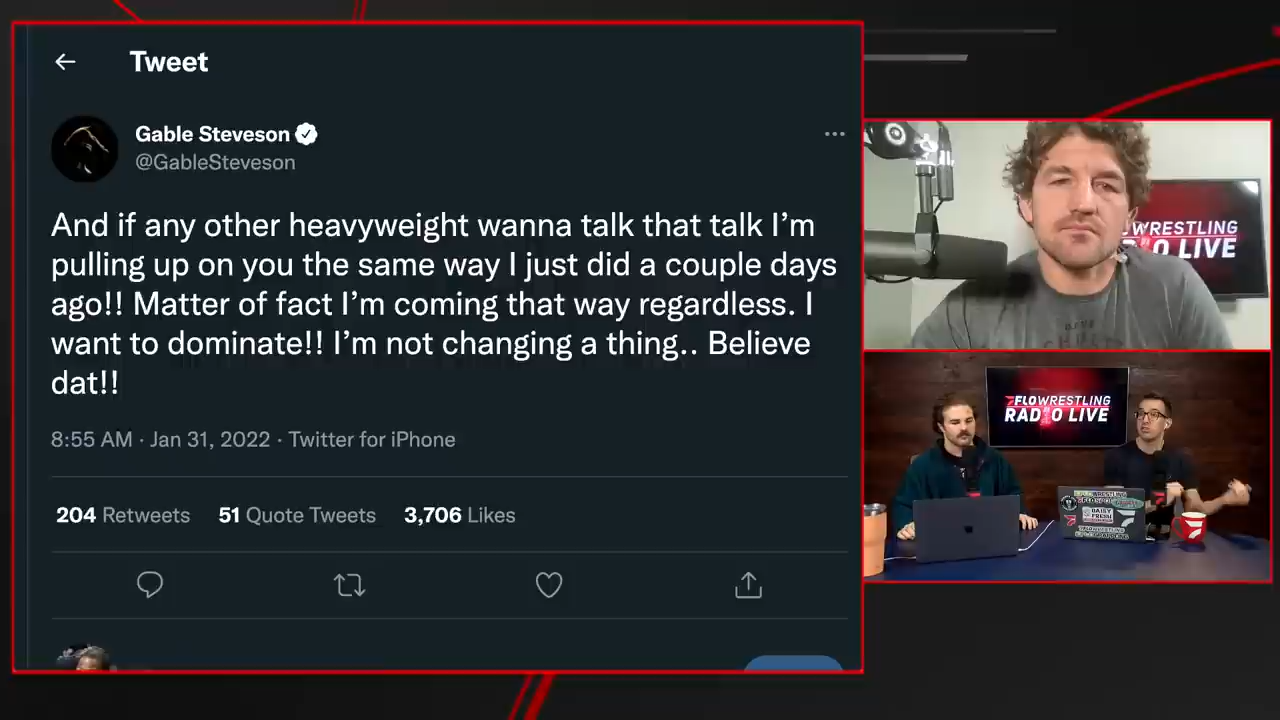 Tweet
Gable Steveson
@GableSteveson
And if any other heavyweight wanna talk that talk I’m
pulling up on you the same way I just did a couple days
ago!! Matter of fact I’m coming that way regardless. I
want to dominate!! I’m not changing a thing.. Believe
dat!!
8:55 AM · Jan 31, 2022 · Twitter for iPhone
204 Retweets 51 Quote Tweets 3,706 Likes
WRESTLING
O LIVE
FLOWRESTLING
RADIO LIVE